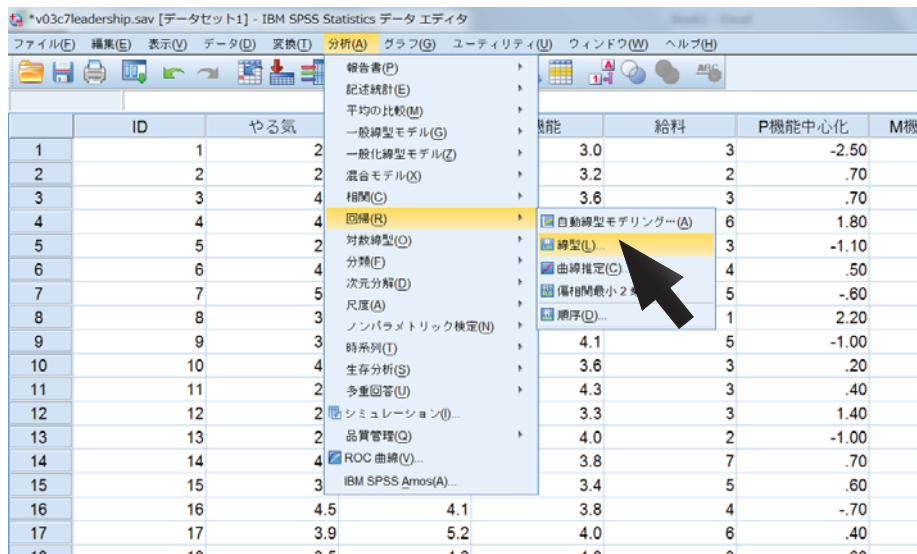 *v03c7leadership.sav [データセット1] - IBM SPSS Statistics データ エディタ
ファイル(F) 編集(E) 表示(V) データ(D) 変換(T) 分析(A) グラフ(G) ユーティリティ(U) ウィンドウ(W) ヘルプ(H)
報告書(P)
記述統計(E)
平均の比較(M)
一般線型モデル(G)
一般化線型モデル(Z)
混合モデル(X)
相関(C)
回帰(R)
対数線型(O)
分類(F)
次元分解(D)
尺度(A)
ノンパラメトリック検定(N)
時系列(T)
生存分析(S)
多重回答(U)
シミュレーション(I)...
品質管理(Q)
ROC 曲線(V)...
IBM SPSS Amos(A)...
自動線型モデリング...(A)
線型(L)...
曲線推定(C)...
偏相関最小2
順序(D)...
ID やる気 機能 給料 P機能中心化 M機
1 1 2 3.0 3 -2.50
2 2 2 3.2 2 .70
3 3 4 3.6 3 .70
4 4 4 6 1.80
5 5 2 3 -1.10
6 6 4 4 .50
7 7 5 5 -.60
8 8 3 1 2.20
9 9 3 4.1 5 -1.00
10 10 4 3.6 3 .20
11 11 2 4.3 3 .40
12 12 2 3.3 3 1.40
13 13 2 4.0 2 -1.00
14 14 4 3.8 7 .70
15 15 3 3.4 5 .60
16 16 4.5 4.1 3.8 4 -.70
17 17 3.9 5.2 4.0 6 .40